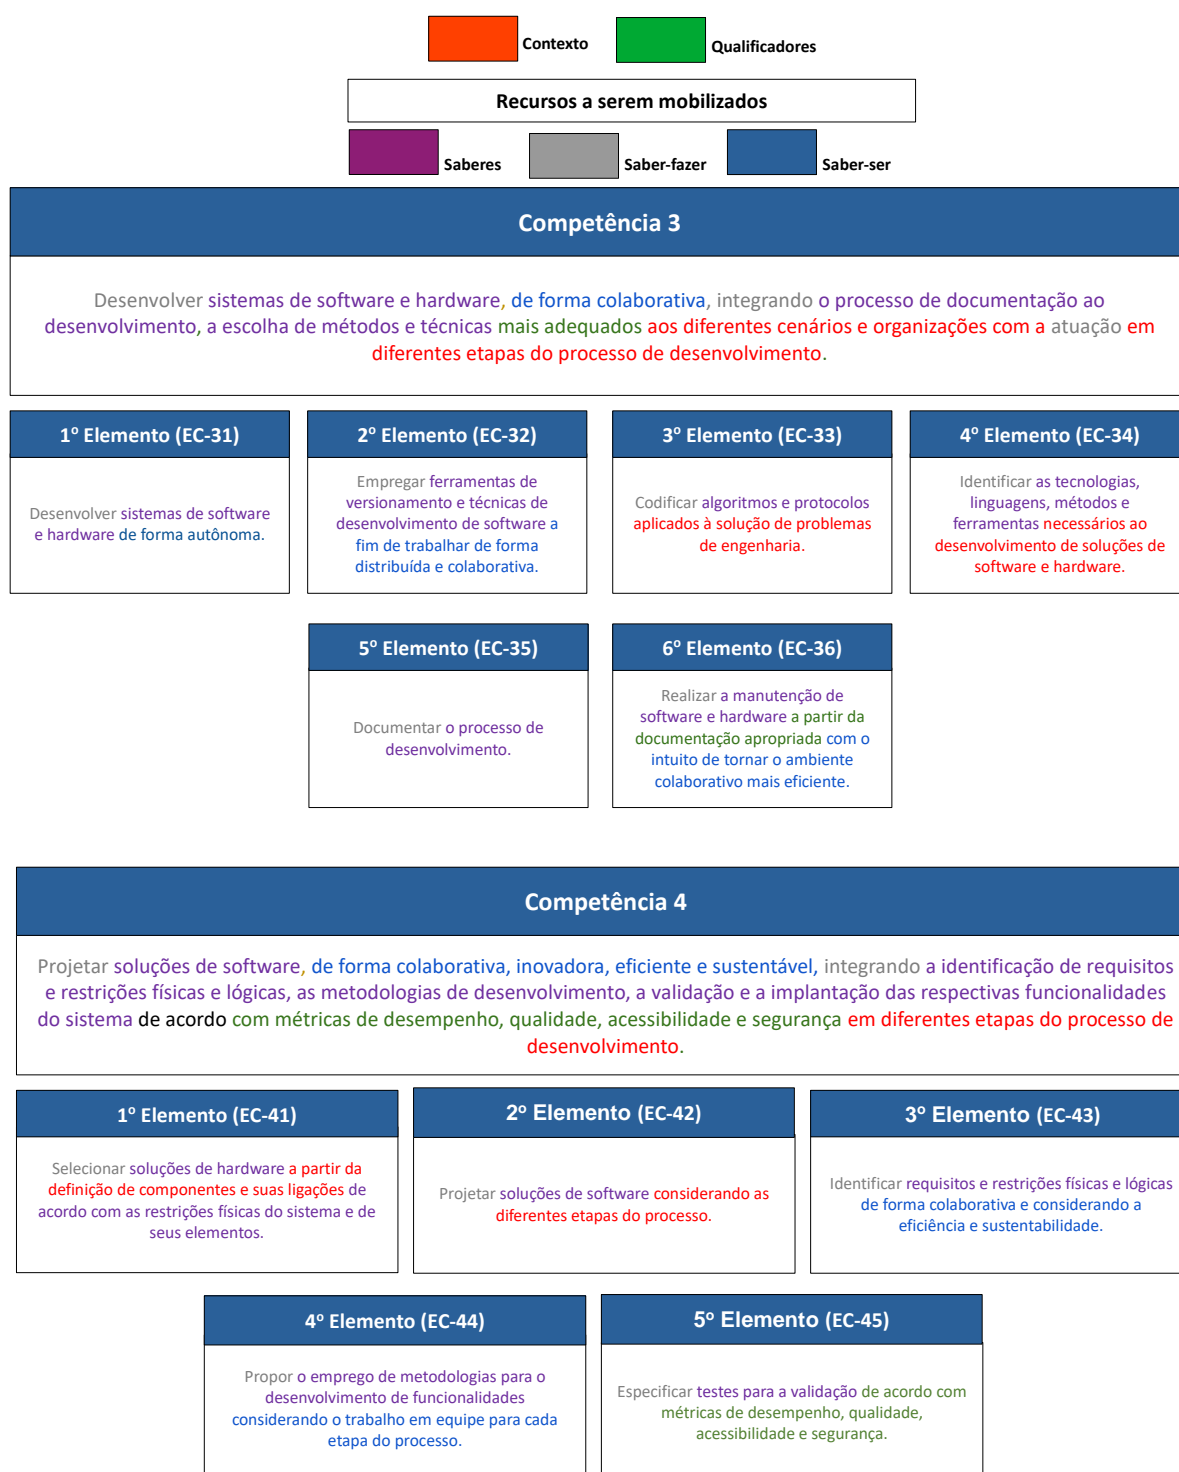 Contexto
Qualificadores
Recursos a serem mobilizados
Saberes
Saber-fazer
Saber-ser
Competência 3
Desenvolver sistemas de software e hardware, de forma colaborativa, integrando o processo de documentação ao
desenvolvimento, a escolha de métodos e técnicas mais adequados aos diferentes cenários e organizações com a atuação em
diferentes etapas do processo de desenvolvimento.
1º Elemento (EC-31)
Desenvolver sistemas de software
e hardware de forma autônoma.
2º Elemento (EC-32)
Empregar ferramentas de
versionamento e técnicas de
desenvolvimento de software a
fim de trabalhar de forma
distribuída e colaborativa.
3º Elemento (EC-33)
Codificar algoritmos e protocolos
aplicados à solução de problemas
de engenharia.
4º Elemento (EC-34)
Identificar as tecnologias,
linguagens, métodos e
ferramentas necessários ao
desenvolvimento de soluções de
software e hardware.
5º Elemento (EC-35)
Documentar o processo de
desenvolvimento.
6º Elemento (EC-36)
Realizar a manutenção de
software e hardware a partir da
documentação apropriada com o
intuito de tornar o ambiente
colaborativo mais eficiente.
Competência 4
Projetar soluções de software, de forma colaborativa, inovadora, eficiente e sustentável, integrando a identificação de requisitos
e restrições físicas e lógicas, as metodologias de desenvolvimento, a validação e a implantação das respectivas funcionalidades
do sistema de acordo com métricas de desempenho, qualidade, acessibilidade e segurança em diferentes etapas do processo de
desenvolvimento.
1º Elemento (EC-41)
Selecionar soluções de hardware a partir da
definição de componentes e suas ligações de
acordo com as restrições físicas do sistema e de
seus elementos.
2º Elemento (EC-42)
Projetar soluções de software considerando as
diferentes etapas do processo.
3º Elemento (EC-43)
Identificar requisitos e restrições físicas e lógicas
de forma colaborativa e considerando a
eficiência e sustentabilidade.
4º Elemento (EC-44)
Propor o emprego de metodologias para o
desenvolvimento de funcionalidades
considerando o trabalho em equipe para cada
etapa do processo.
5º Elemento (EC-45)
Especificar testes para a validação de acordo com
métricas de desempenho, qualidade,
acessibilidade e segurança.